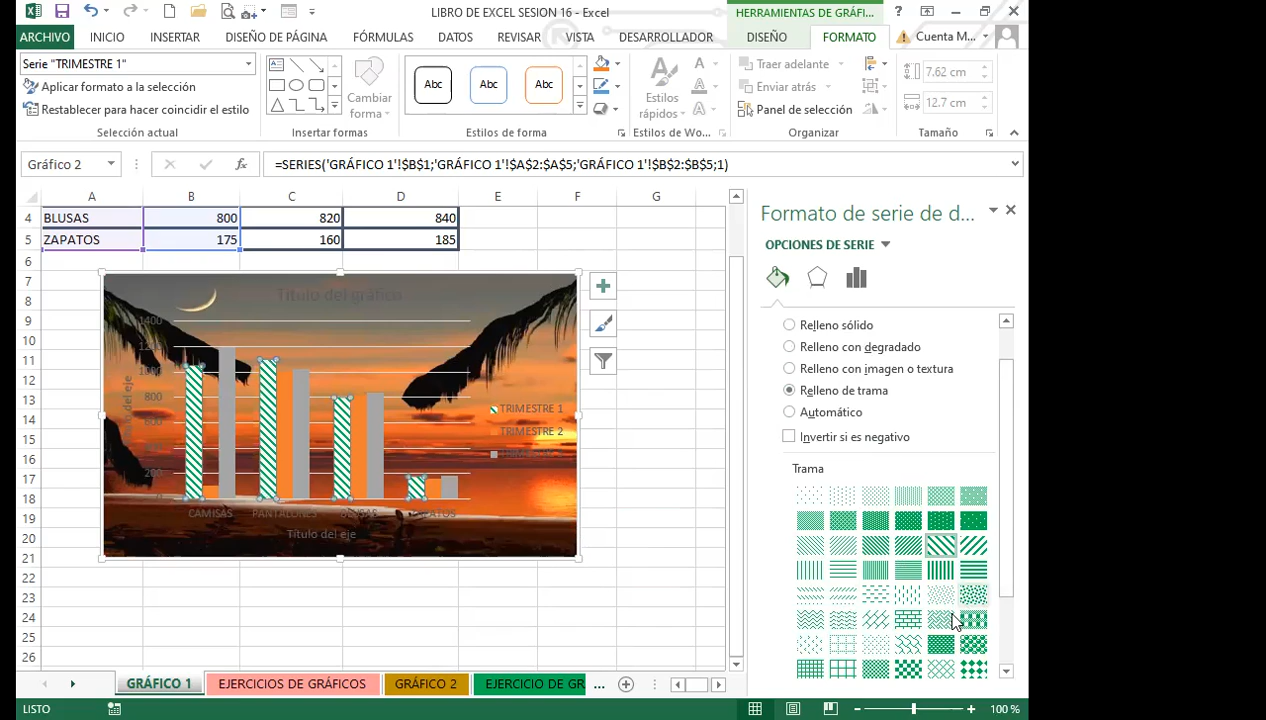 LIBRO DE EXCEL SESION 16 - Excel
HERRAMIENTAS DE GRÁFI...
?
ARCHIVO INICIO INSERTAR DISEÑO DE PÁGINA FÓRMULAS DATOS REVISAR VISTA DESARROLLADOR DISEÑO FORMATO Cuenta M...
Serie "TRIMESTRE 1"
Aplicar formato a la selección
Restablecer para hacer coincidir el estilo
Selección actual
Cambiar
forma
Insertar formas
Abc Abc Abc
Estilos de forma
Estilos
rápidos
Estilos de Wo...
Traer adelante
Enviar atrás
Panel de selección
Organizar
7.62 cm
12.7 cm
Tamaño
Gráfico 2
fx
=SERIES('GRÁFICO 1'!$B$1;'GRÁFICO 1'!$A$2:$A$5;'GRÁFICO 1'!$B$2:$B$5;1)
A B C D E F G
4 BLUSAS 800 820 840
5 ZAPATOS 175 160 185
6
7
8
9
10
11
12
13
14
15
16
17
18
19
20
21
22
23
24
25
26
Título del gráfico
1400
800
200
CAMISAS PANTALONES BLUSAS ZAPATOS
Título del eje
Título del eje
TRIMESTRE 1
TRIMESTRE 2
Formato de serie de d...
OPCIONES DE SERIE
Relleno sólido
Relleno con degradado
Relleno con imagen o textura
Relleno de trama
Automático
Invertir si es negativo
Trama
GRÁFICO 1 EJERCICIOS DE GRÁFICOS GRÁFICO 2 EJERCICIO DE GR ...
LISTO
100 %